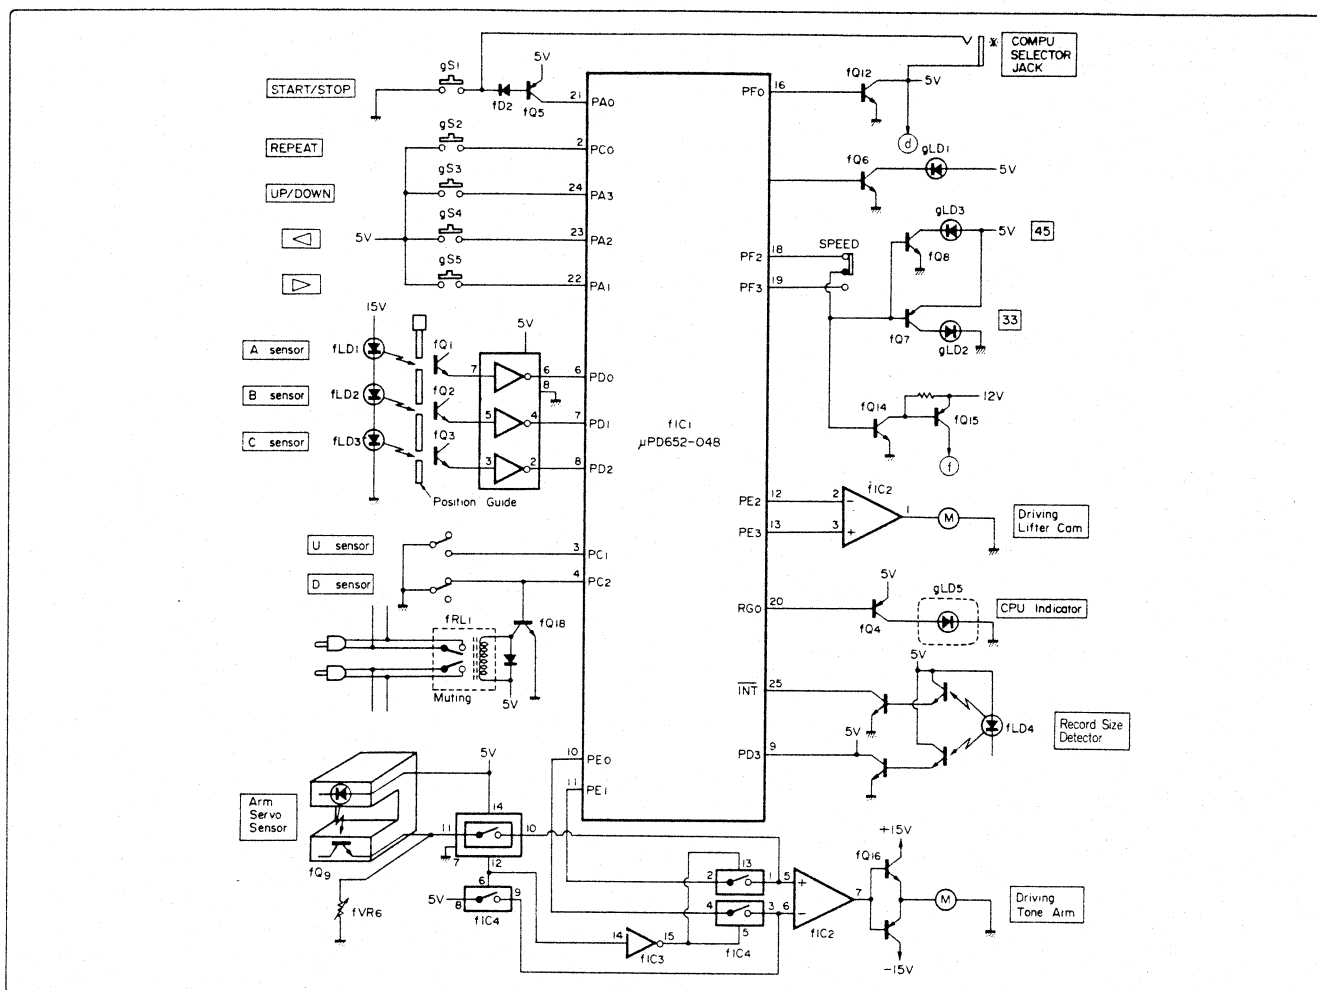 START/STOP
gS1
fD2
5V
fQ5
21
PA0
REPEAT
gS2
2
PC0
UP/DOWN
gS3
24
PA3
gS4
5V
23
PA2
gS5
22
PA1
15V
A sensor
fLD1
fQ1
5V
7
6
8
6
PD0
B sensor
fLD2
fQ2
5
4
7
PD1
C sensor
fLD3
fQ3
3
2
8
PD2
Position Guide
U sensor
3
PC1
D sensor
4
PC2
fRL1
fQ18
Muting
5V
fIC1
μPD652-048
10
PE0
11
PE1
Arm
Servo
Sensor
fQ9
fVR6
5V
14
11
10
7
12
6
5V
8
9
fIC4
14
15
fIC3
13
2
1
4
3
5
fIC4
5
+
6
−
7
fIC2
+15V
fQ16
M
−15V
Driving
Tone Arm
16
PF0
fQ12
5V
d
* COMPU
SELECTOR
JACK
fQ6
gLD1
5V
18
PF2
SPEED
19
PF3
gLD3
5V
45
fQ8
33
fQ7
gLD2
fQ14
12V
fQ15
f
12
PE2
2
−
13
PE3
3
+
fIC2
1
M
Driving
Lifter Cam
5V
20
RG0
fQ4
gLD5
CPU Indicator
5V
25
INT
fLD4
Record Size
Detector
5V
9
PD3